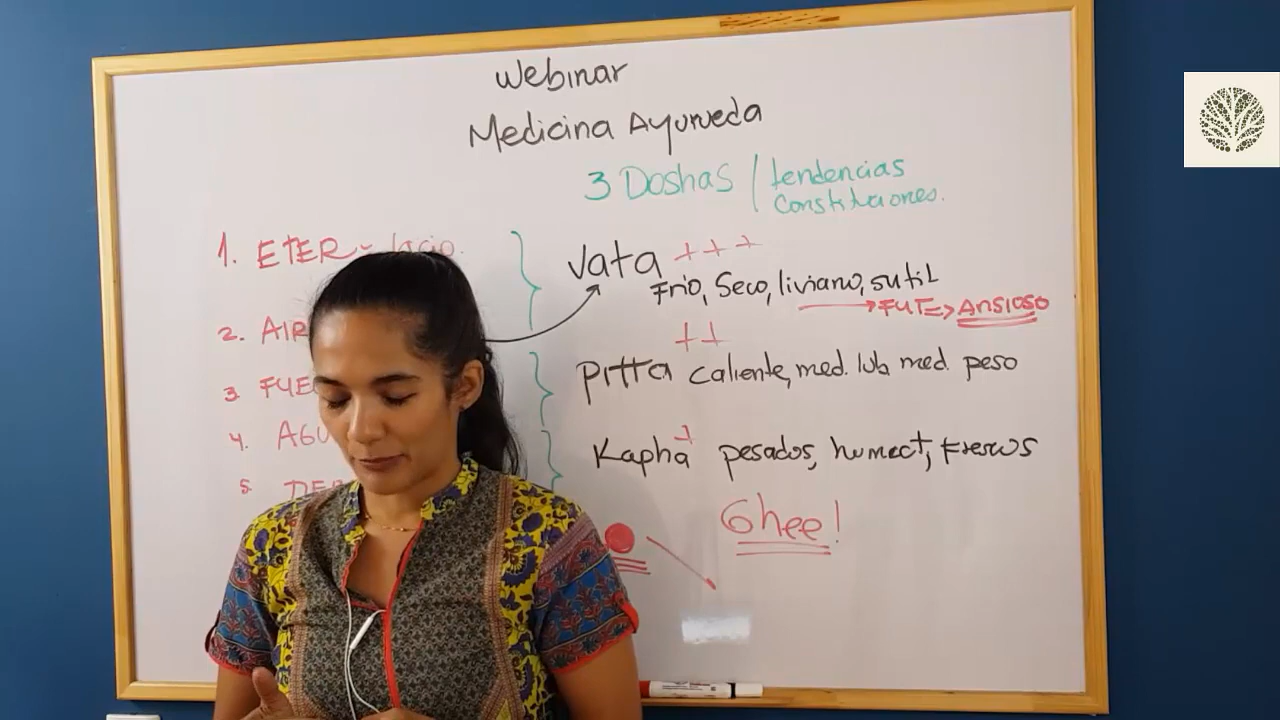 Webinar
Medicina Ayurveda
3 Doshas / tendencias
constituciones.
1. ETER
Vata +++
Frio, Seco, liviano, sutil
→ FUT=> Ansioso
2. AIR
++
pitta caliente, med. lub med. peso
3 FUE
4. AGU
+
Kapha pesados, humect, frescos
5.
Ghee!